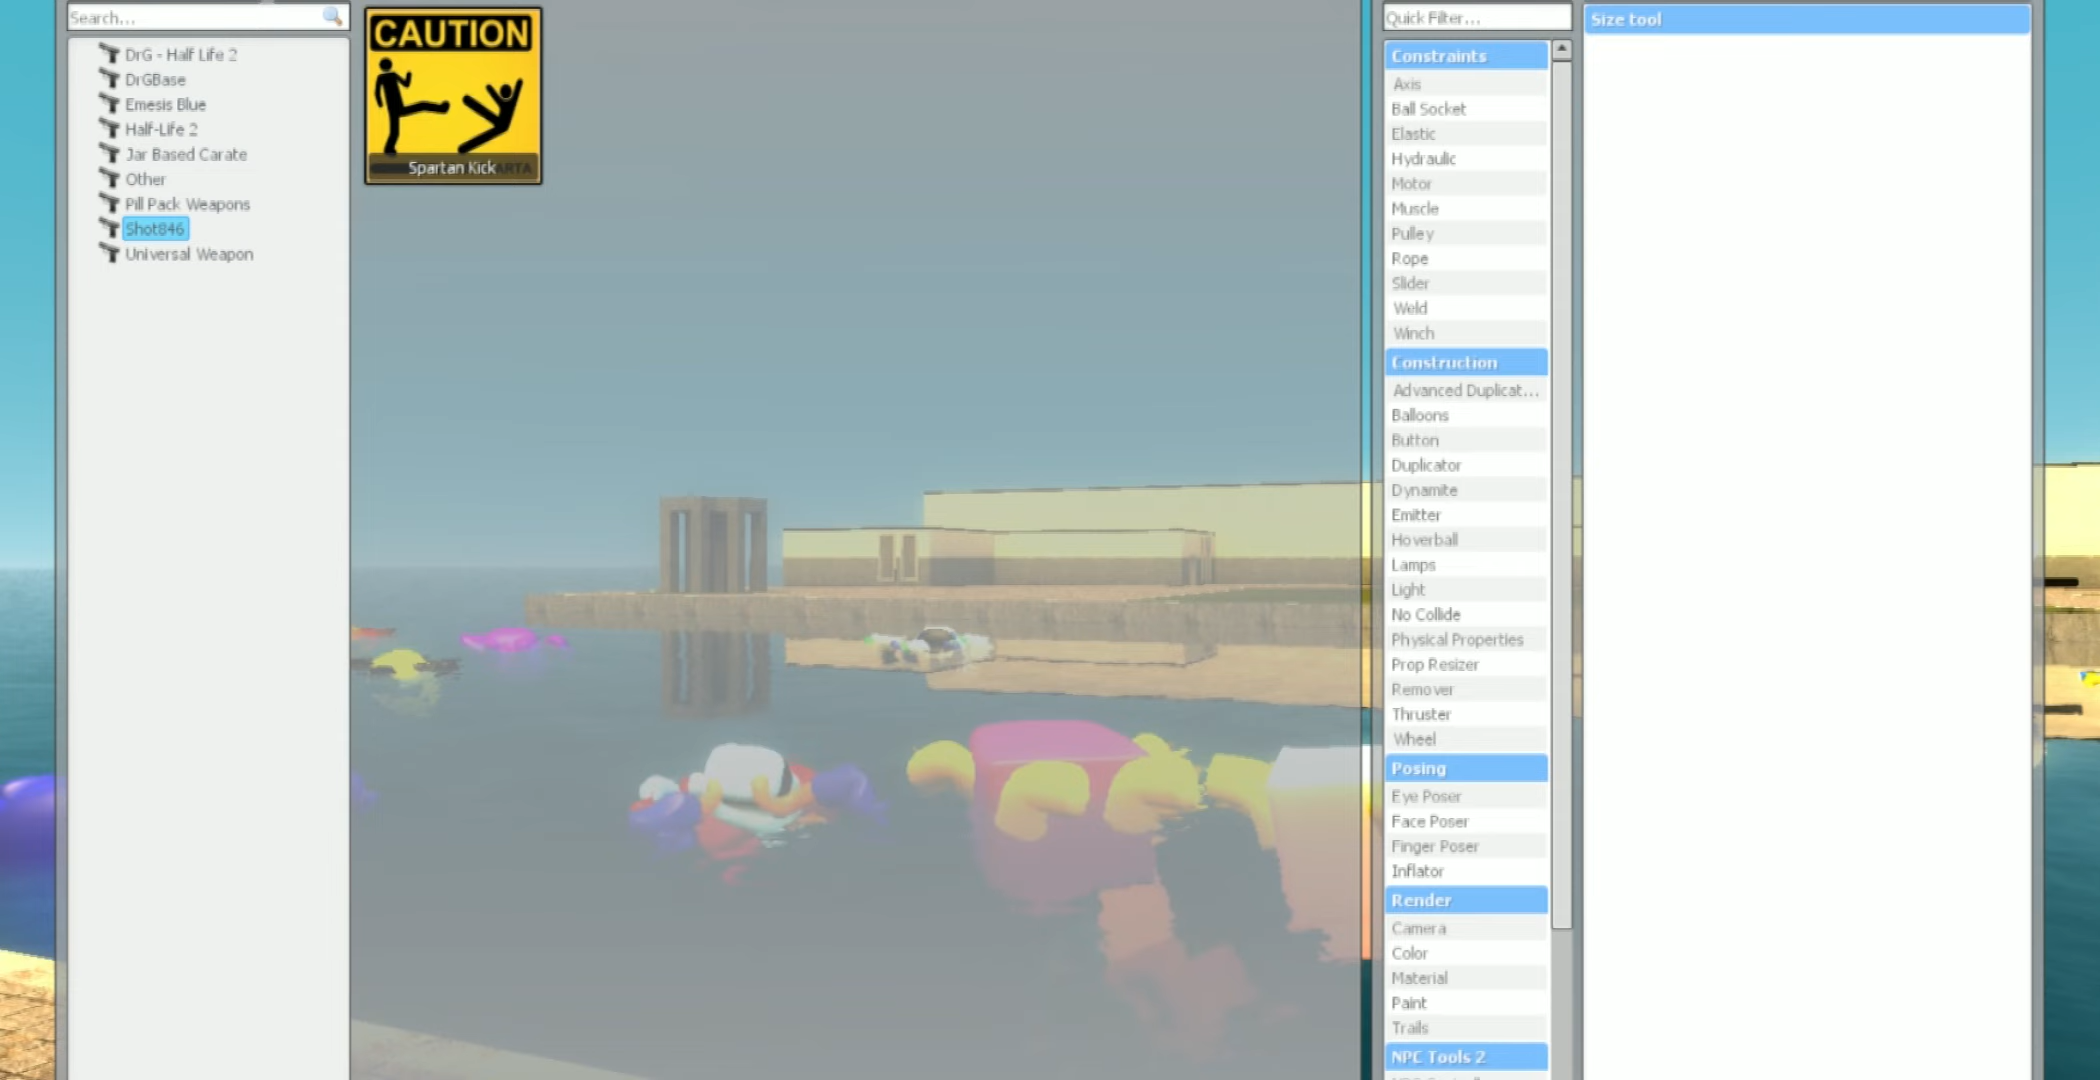 Search...
DrG - Half Life 2
DrGBase
Emesis Blue
Half-Life 2
Jar Based Carate
Other
Pill Pack Weapons
Shot846
Universal Weapon
CAUTION
Spartan Kick
Quick Filter...
Constraints
Axis
Ball Socket
Elastic
Hydraulic
Motor
Muscle
Pulley
Rope
Slider
Weld
Winch
Construction
Advanced Duplicat...
Balloons
Button
Duplicator
Dynamite
Emitter
Hoverball
Lamps
Light
No Collide
Physical Properties
Prop Resizer
Remover
Thruster
Wheel
Posing
Eye Poser
Face Poser
Finger Poser
Inflator
Render
Camera
Color
Material
Paint
Trails
NPC Tools 2
Size tool